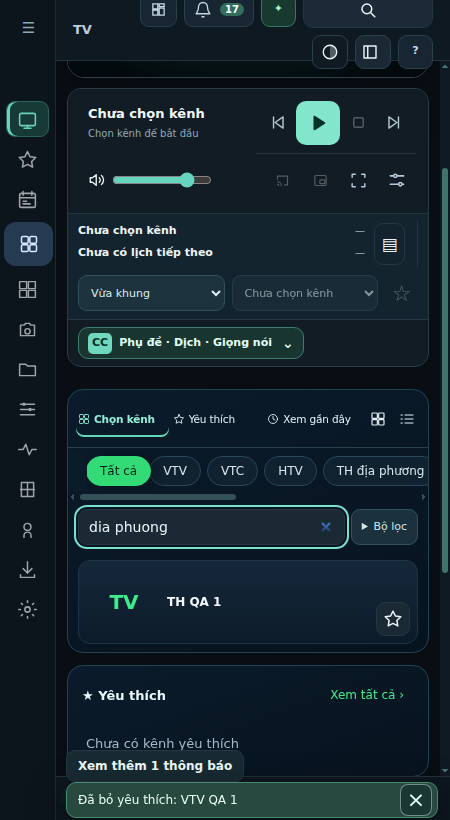 17
TV
?
Chưa chọn kênh
Chọn kênh để bắt đầu
Chưa chọn kênh —
Chưa có lịch tiếp theo —
Vừa khung Chưa chọn kênh
CC Phụ đề · Dịch · Giọng nói
Chọn kênh Yêu thích Xem gần đây
Tất cả VTV VTC HTV TH địa phương
dia phuong Bộ lọc
TV TH QA 1
★ Yêu thích Xem tất cả ›
Chưa có kênh yêu thích
Xem thêm 1 thông báo
Đã bỏ yêu thích: VTV QA 1